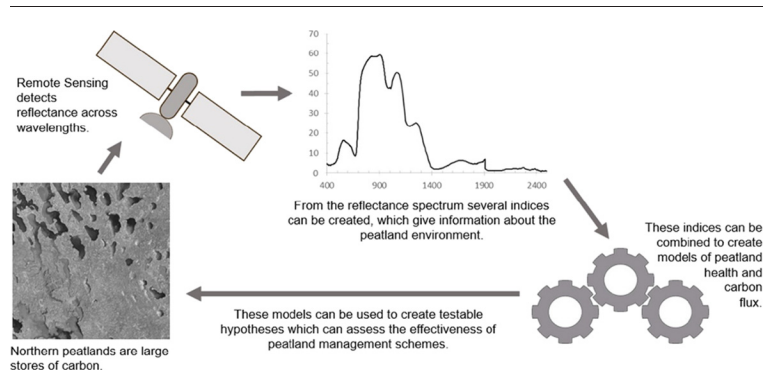 Remote Sensing
detects
reflectance across
wavelengths.
70
60
50
40
30
20
10
0
400 900 1400 1900 2400
From the reflectance spectrum several indices
can be created, which give information about the
peatland environment.
These indices can be
combined to create
models of peatland
health and
carbon
flux.
These models can be used to create testable
hypotheses which can assess the effectiveness of
peatland management schemes.
Northern peatlands are large
stores of carbon.